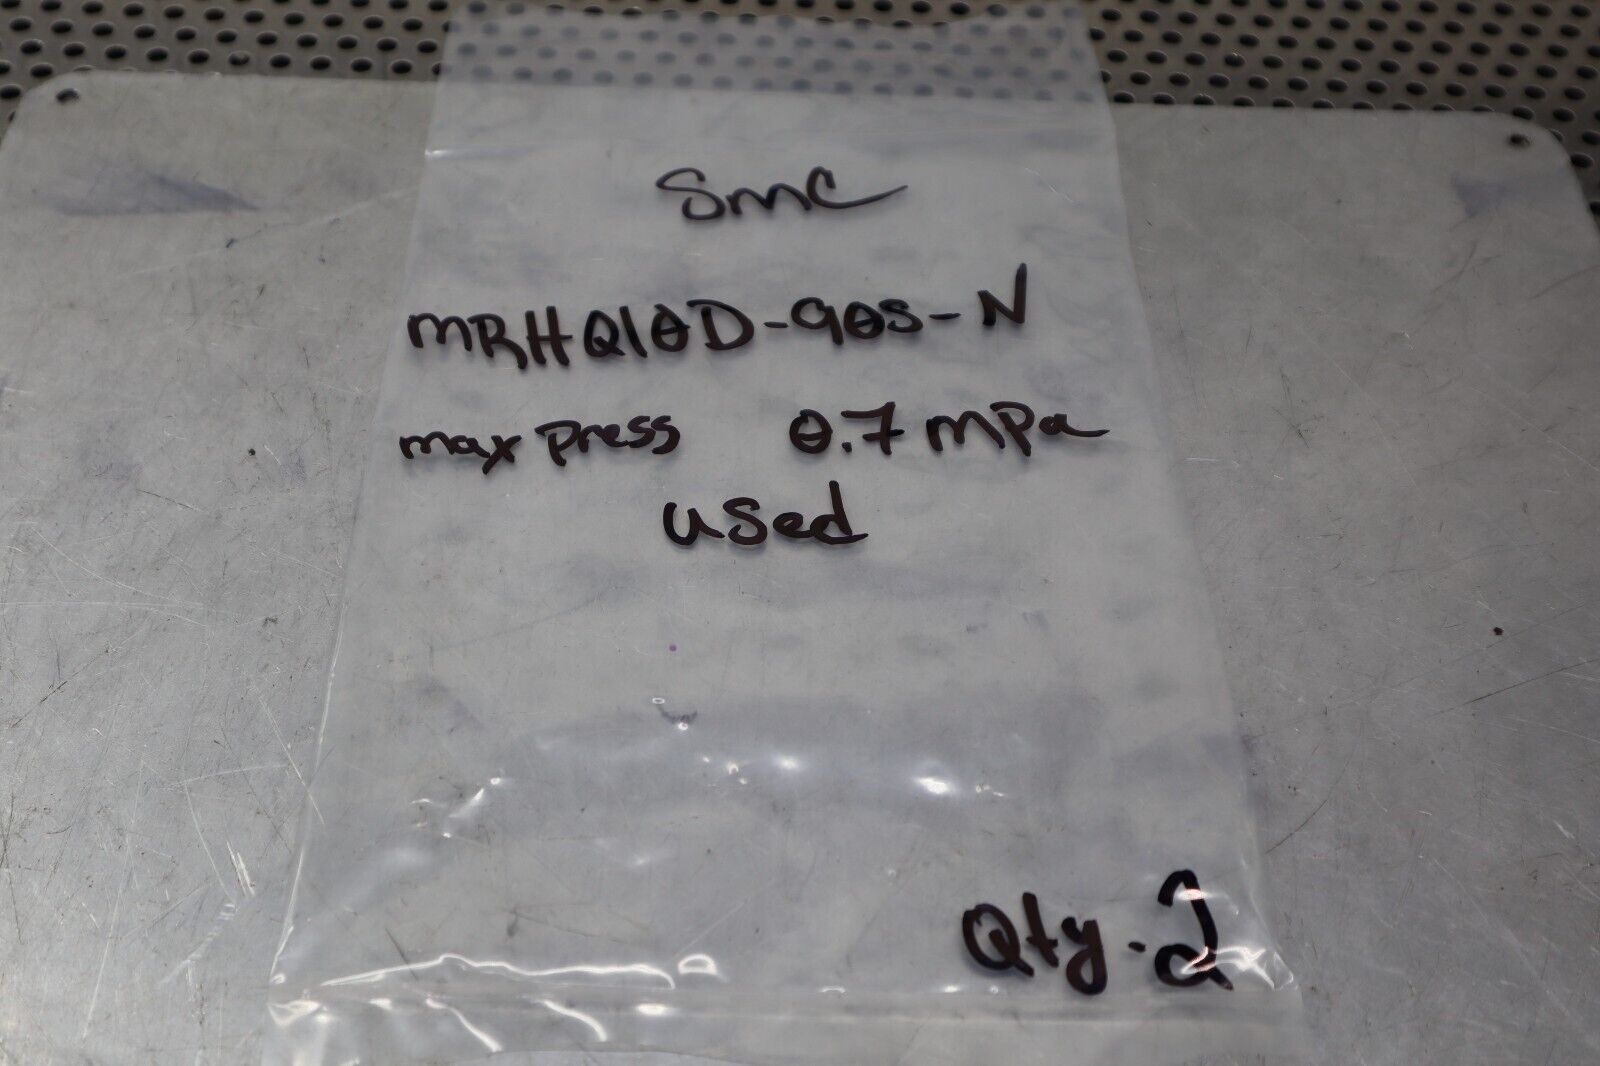 SMC
MRHQ10D-90S-N
max press 0.7 mPa
used
Qty-2